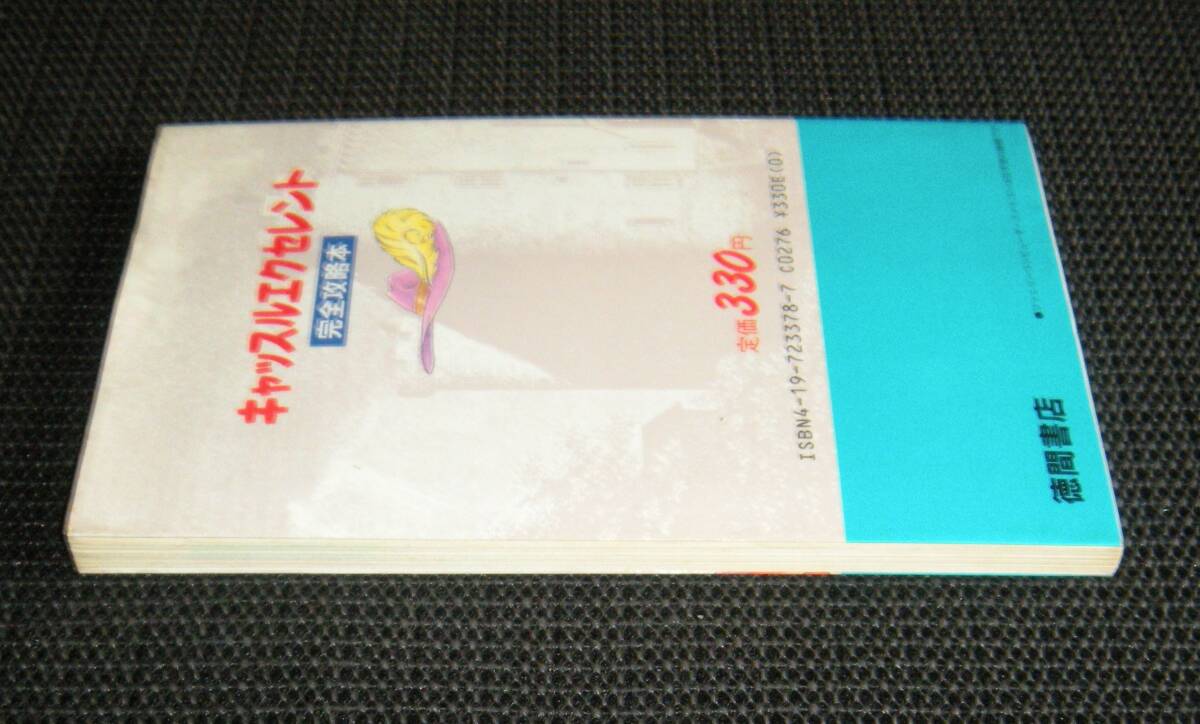 キャッスルエクセレント
完全攻略本
定価330円
ISBN4-19-723378-7 C0276 ¥330E(0)
徳間書店